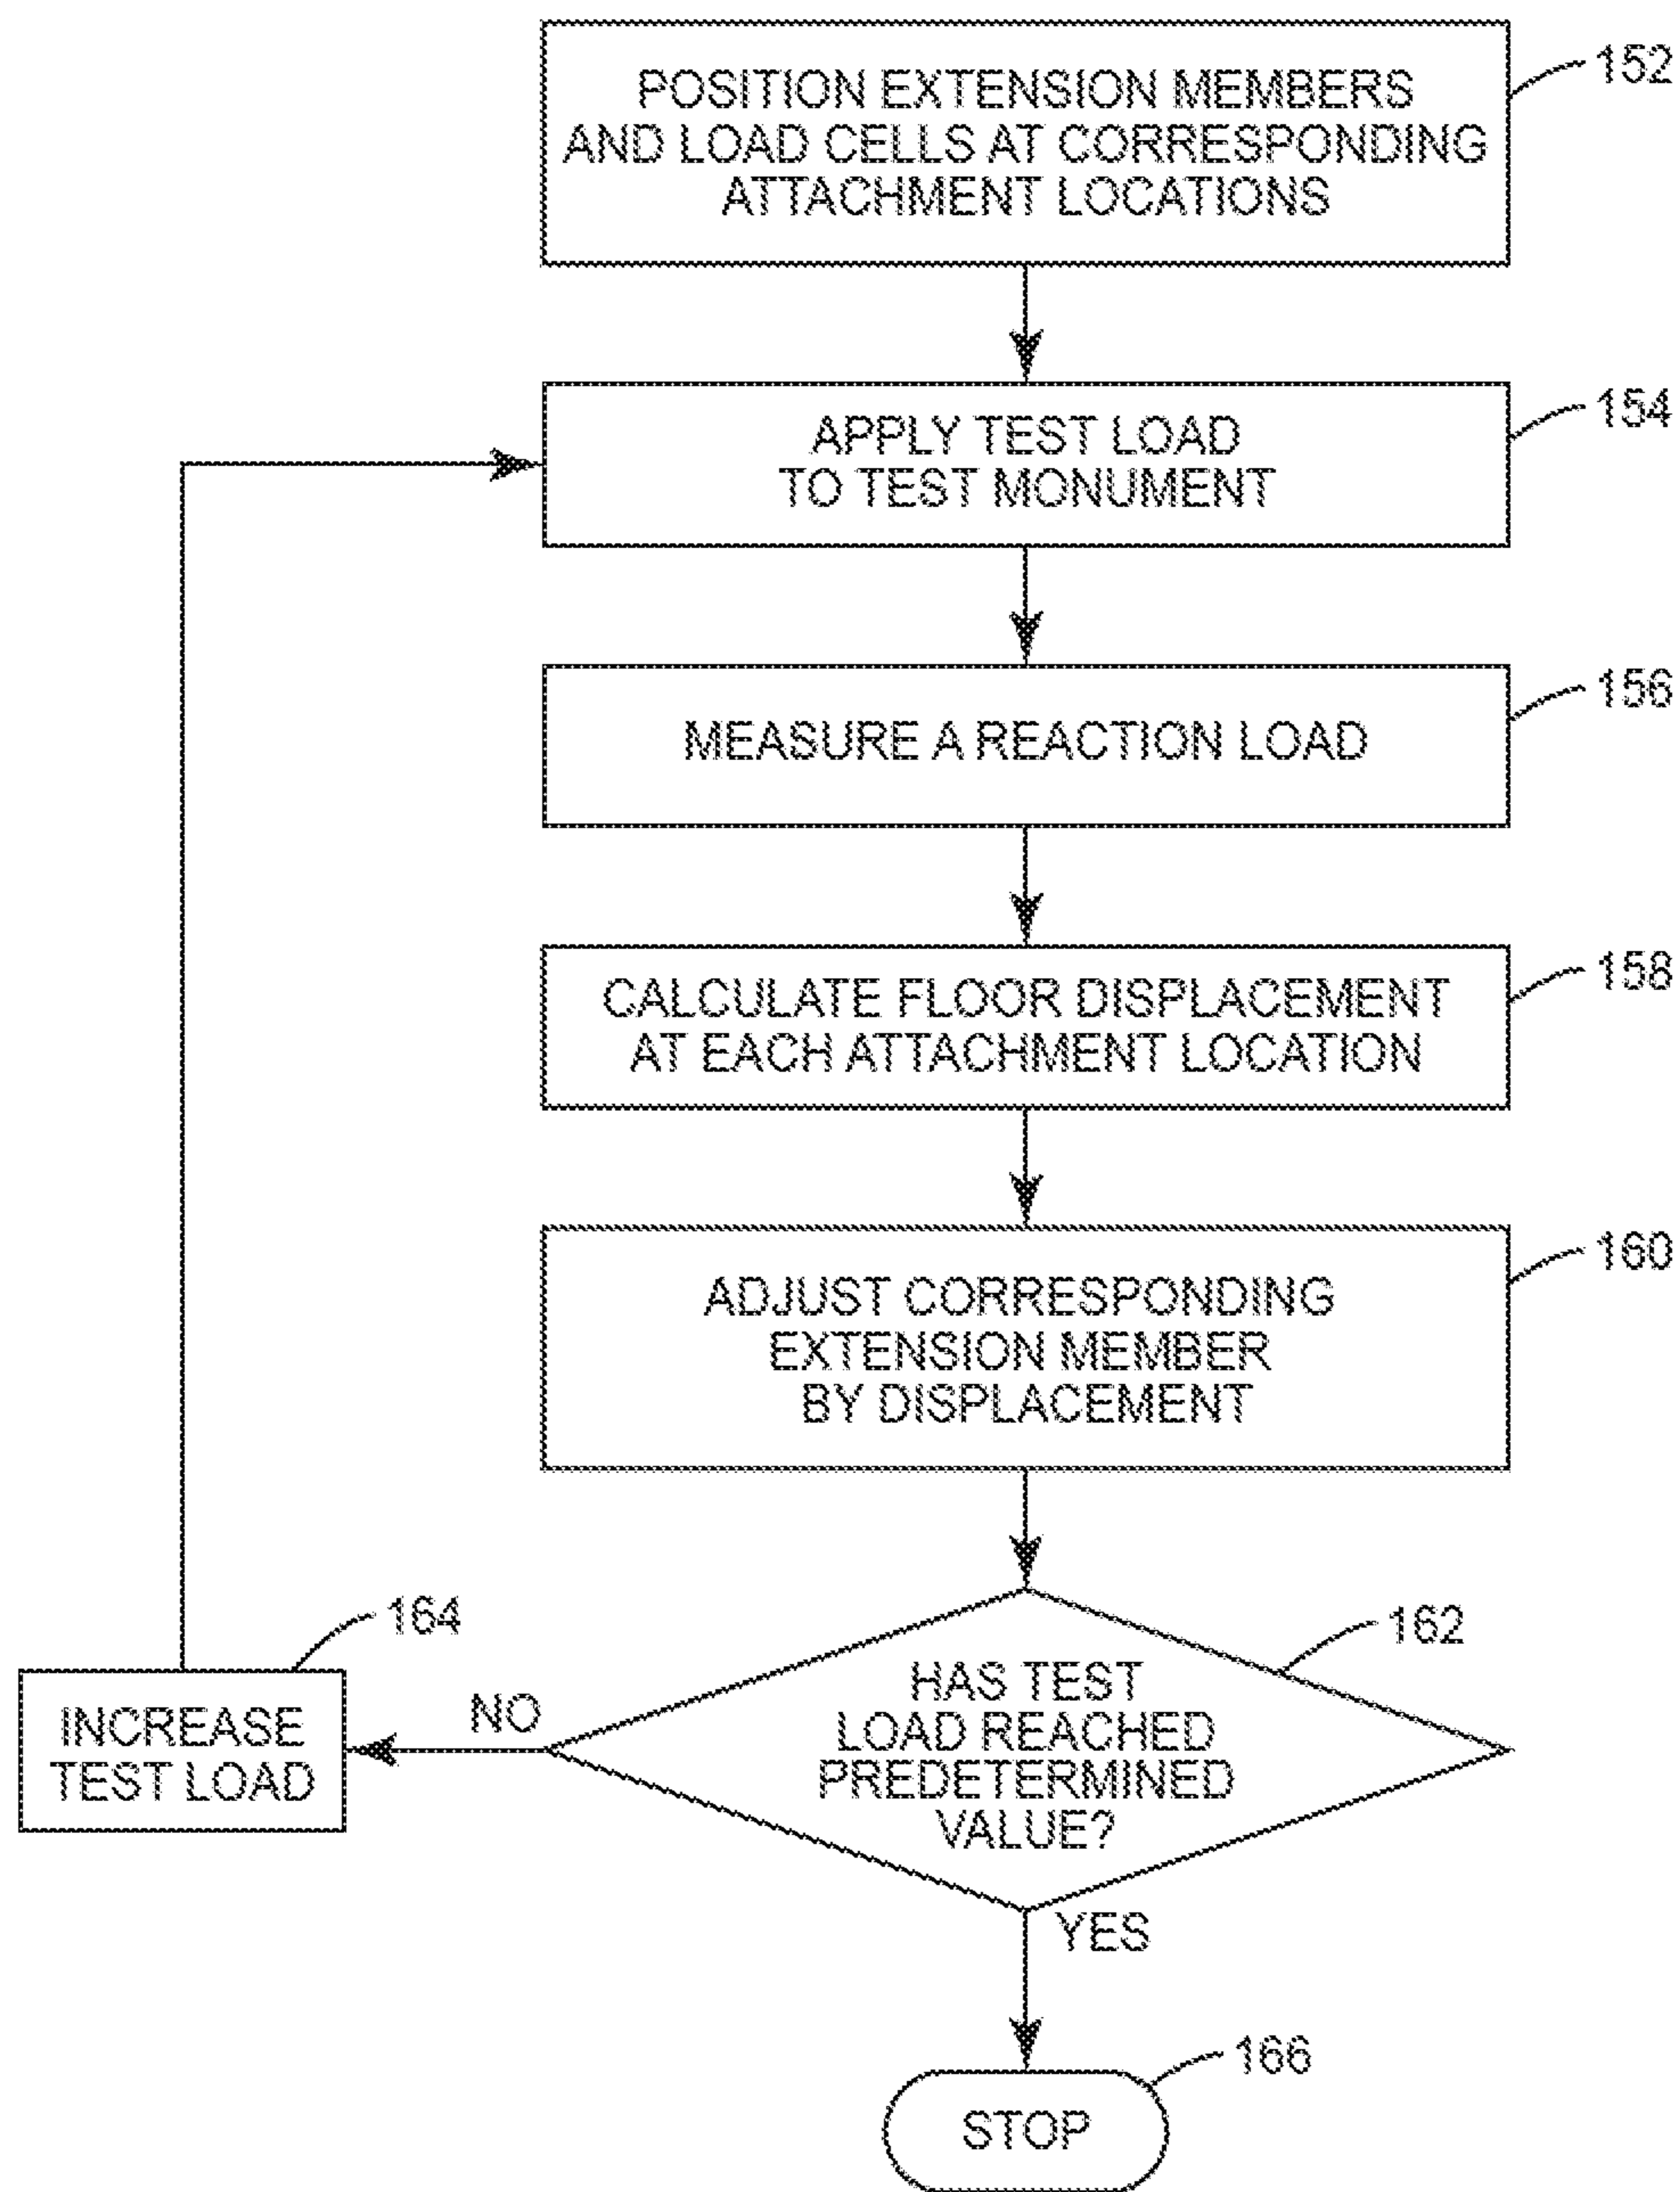 POSITION EXTENSION MEMBERS
AND LOAD CELLS AT CORRESPONDING
ATTACHMENT LOCATIONS
152
APPLY TEST LOAD
TO TEST MONUMENT
154
MEASURE A REACTION LOAD
156
CALCULATE FLOOR DISPLACEMENT
AT EACH ATTACHMENT LOCATION
158
ADJUST CORRESPONDING
EXTENSION MEMBER
BY DISPLACEMENT
160
HAS TEST
LOAD REACHED
PREDETERMINED
VALUE?
162
NO
INCREASE
TEST LOAD
164
YES
STOP
166